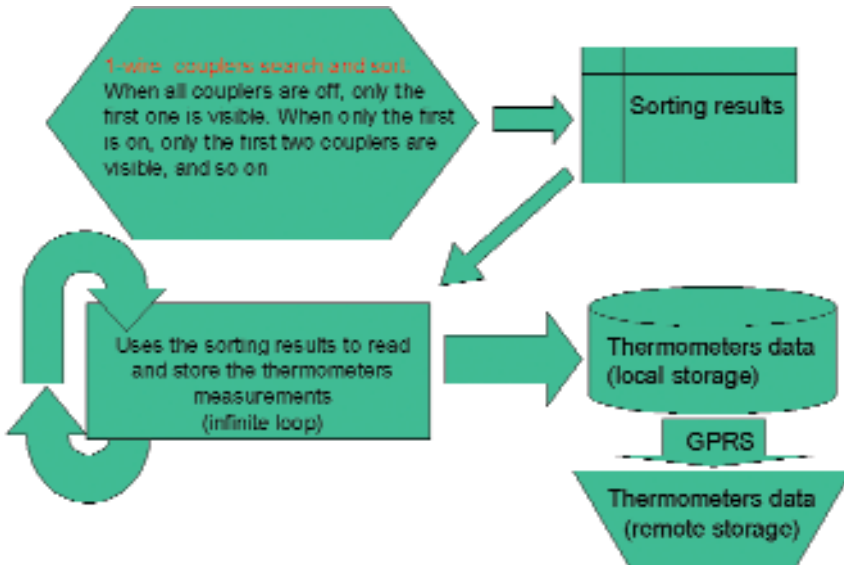 1-wire couplers search and sort.
When all couplers are off, only the
first one is visible. When only the first
is on, only the first two couplers are
visible, and so on
Sorting results
Uses the sorting results to read
and store the thermometers
measurements
(infinite loop)
Thermometers data
(local storage)
GPRS
Thermometers data
(remote storage)